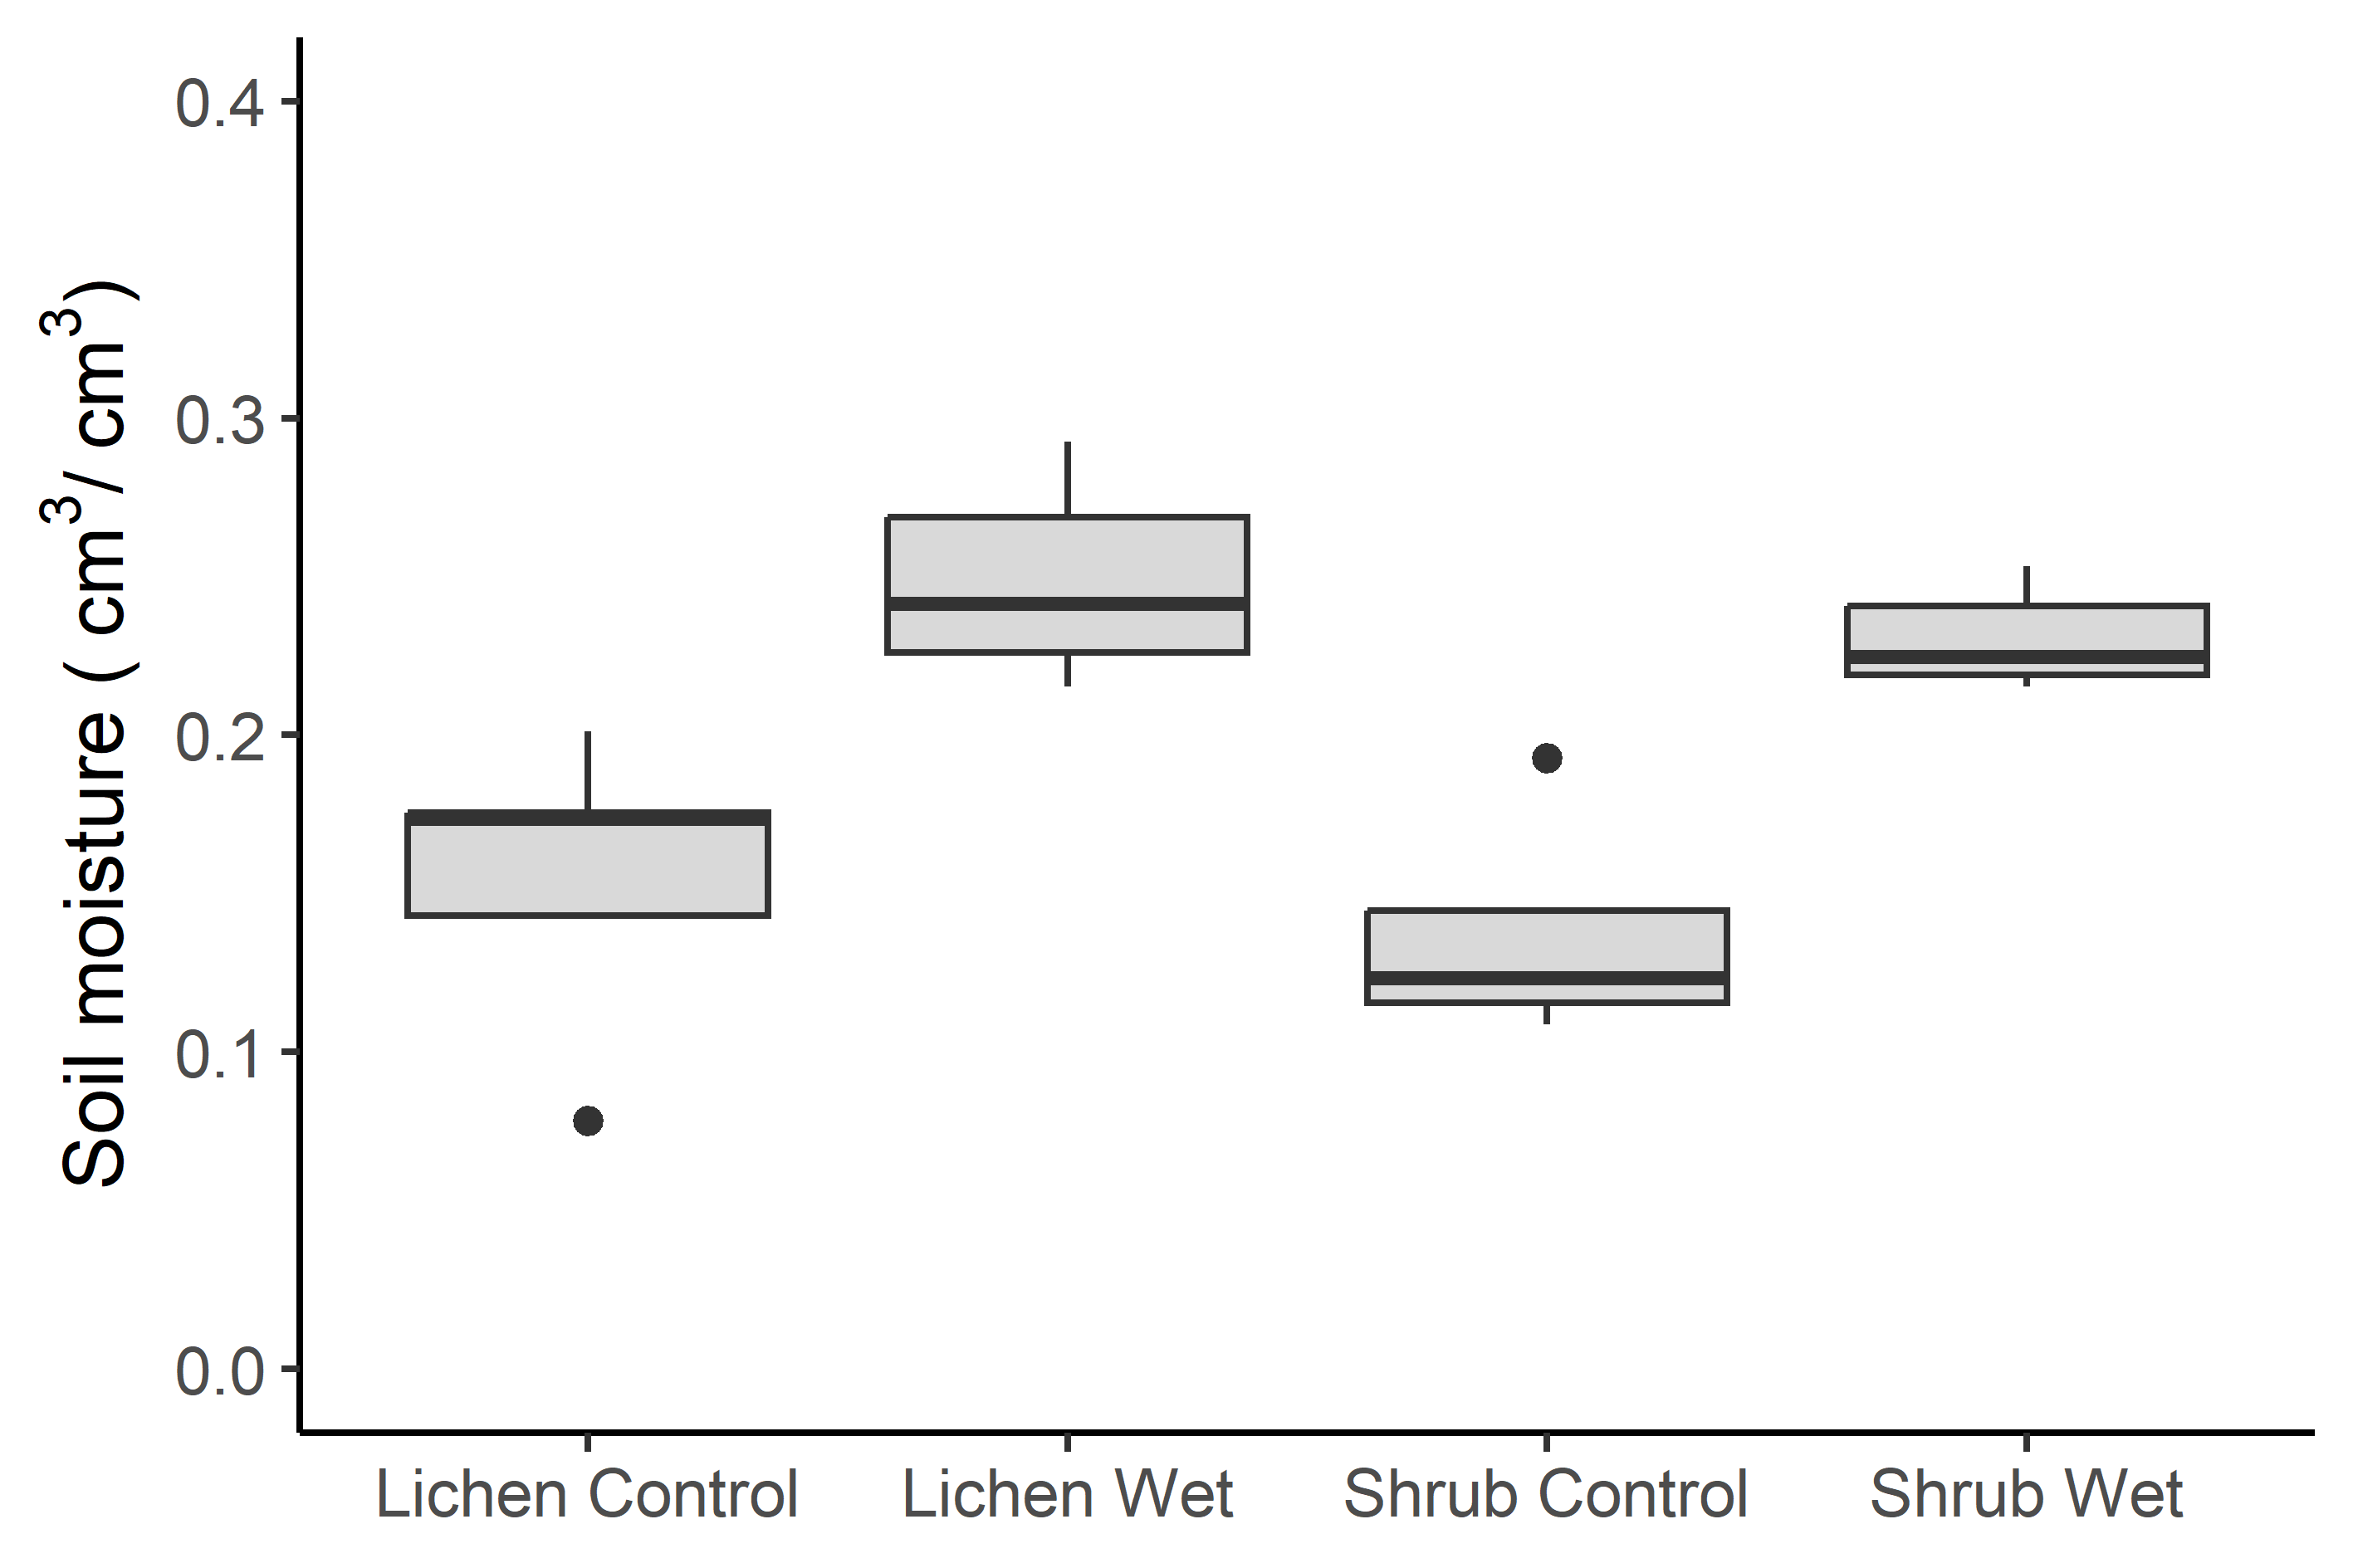 Soil moisture ( cm³/ cm³)
0.4
0.3
0.2
0.1
0.0
Lichen Control Lichen Wet Shrub Control Shrub Wet